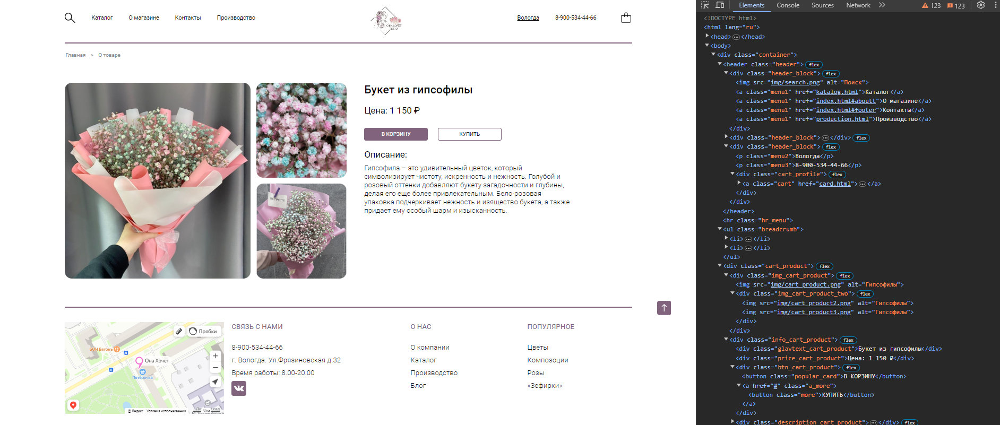 Каталог
О магазине
Контакты
Производство
ОНА ХОЧЕТ
Вологда
8-900-534-44-66
Главная > О товаре
Букет из гипсофилы
Цена: 1 150 ₽
В КОРЗИНУ
КУПИТЬ
Описание:
Гипсофила – это удивительный цветок, который
символизирует чистоту, искренность и нежность. Голубой и
розовый оттенки добавляют букету загадочности и глубины,
делая его еще более привлекательным. Бело-розовая
упаковка подчеркивает нежность и изящество букета, а также
придает ему особый шарм и изысканность.
Пробки
БОН Батонъ
21
21
Она Хочет
Пятёрочка
+
−
© Яндекс Условия использования
50 м
СВЯЗЬ С НАМИ
8-900-534-44-66
г. Вологда. Ул.Фрязиновская д.32
Время работы: 8.00-20.00
О НАС
О компании
Каталог
Производство
Блог
ПОПУЛЯРНОЕ
Цветы
Композоции
Розы
«Зефирки»
Elements
Console
Sources
Network
123
123
<!DOCTYPE html>
<html lang="ru">
<head>…</head>
<body>
<div class="container">
<header class="header"> flex
<div class="header_block"> flex
<img src="img/search.png" alt="Поиск">
<a class="menu1" href="katalog.html">Каталог</a>
<a class="menu1" href="index.html#aboutt">О магазине</a>
<a class="menu1" href="index.html#footer">Контакты</a>
<a class="menu1" href="production.html">Производство</a>
</div>
<div class="header_block">…</div> flex
<div class="header_block"> flex
<p class="menu2">Вологда</p>
<p class="menu3">8-900-534-44-66</p>
<div class="cart_profile"> flex
<a class="cart" href="card.html">…</a>
</div>
</div>
</header>
<hr class="hr_menu">
<ul class="breadcrumb">
<li>…</li>
<li>…</li>
</ul>
<div class="cart_product"> flex
<div class="img_cart_product"> flex
<img src="img/cart_product.png" alt="Гипсофилы">
<div class="img_cart_product_two"> flex
<img src="img/cart_product2.png" alt="Гипсофилы">
<img src="img/cart_product3.png" alt="Гипсофилы">
</div>
</div>
<div class="info_cart_product"> flex
<div class="glavtext_cart_product">Букет из гипсофилы</div>
<div class="price_cart_product">Цена: 1 150 ₽</div>
<div class="btn_cart_product"> flex
<button class="popular_card">В КОРЗИНУ</button>
<a href="#" class="a_more">
<button class="more">КУПИТЬ</button>
</a>
</div>
<div class="description_cart_product">…</div> flex